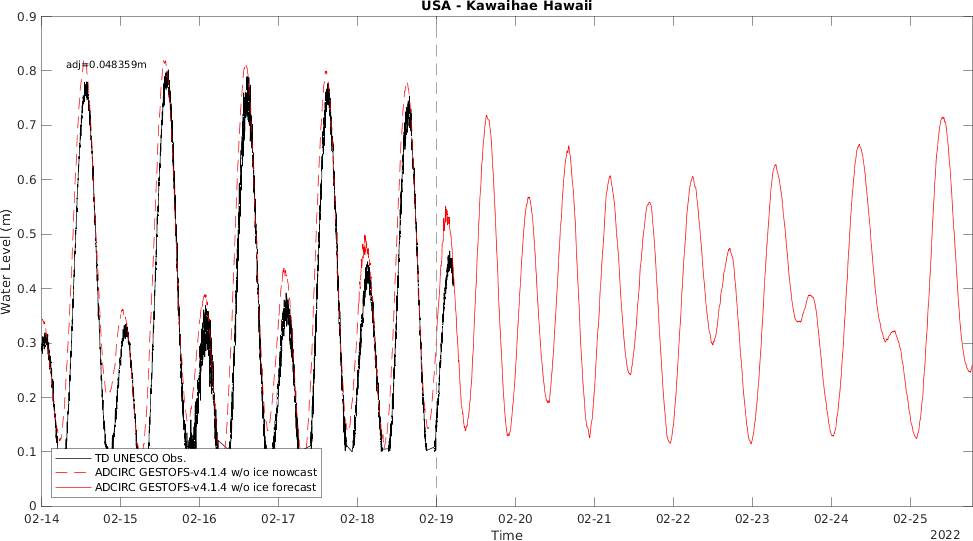 USA - Kawaihae Hawaii
adj=0.048359m
Water Level (m)
0.9
0.8
0.7
0.6
0.5
0.4
0.3
0.2
0.1
0
TD UNESCO Obs.
ADCIRC GESTOFS-v4.1.4 w/o ice nowcast
ADCIRC GESTOFS-v4.1.4 w/o ice forecast
02-14 02-15 02-16 02-17 02-18 02-19 02-20 02-21 02-22 02-23 02-24 02-25
Time
2022